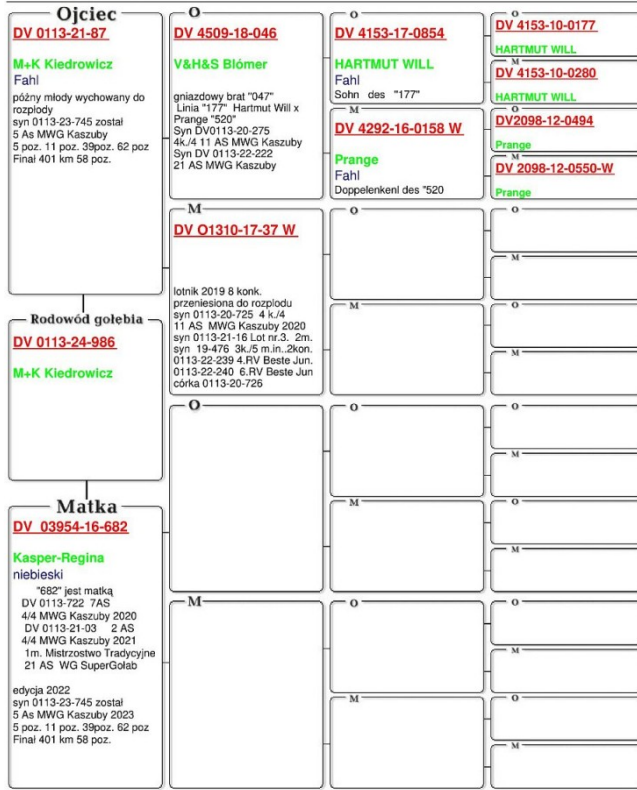 Ojciec
DV 0113-21-87
M+K Kiedrowicz
Fahl
późny młody wychowany do
rozpłody
syn 0113-23-745 został
5 As MWG Kaszuby
5 poz. 11 poz. 39poz. 62 poz
Finał 401 km 58 poz.
Rodowód gołebia
DV 0113-24-986
M+K Kiedrowicz
Matka
DV 03954-16-682
Kasper-Regina
niebieski
"682" jest matką
DV 0113-722 7AS
4/4 MWG Kaszuby 2020
DV 0113-21-03 2 AS
4/4 MWG Kaszuby 2021
1m. Mistrzostwo Tradycyjne
21 AS WG SuperGołab
edycja 2022
syn 0113-23-745 został
5 As MWG Kaszuby 2023
5 poz. 11 poz. 39poz. 62 poz
Finał 401 km 58 poz.
O
DV 4509-18-046
V&H&S Blómer
gniazdowy brat "047"
Linia "177" Hartmut Will x
Prange "520"
Syn DV0113-20-275
4k./4 11 AS MWG Kaszuby
Syn DV 0113-22-222
21 AS MWG Kaszuby
M
DV O1310-17-37 W
lotnik 2019 8 konk.
przeniesiona do rozplodu
syn 0113-20-725 4 k./4
11 AS MWG Kaszuby 2020
syn 0113-21-16 Lot nr.3. 2m.
syn 19-476 3k./5 m.in..2kon.
0113-22-239 4.RV Beste Jun.
0113-22-240 6.RV Beste Jun
córka 0113-20-726
O
M
O
DV 4153-17-0854
HARTMUT WILL
Fahl
Sohn des "177"
M
DV 4292-16-0158 W
Prange
Fahl
Doppelenkenl des "520
O
M
O
M
O
M
O
DV 4153-10-0177
HARTMUT WILL
M
DV 4153-10-0280
HARTMUT WILL
O
DV2098-12-0494
Prange
M
DV 2098-12-0550-W
Prange
O
M
O
M
O
M
O
M
O
M
O
M